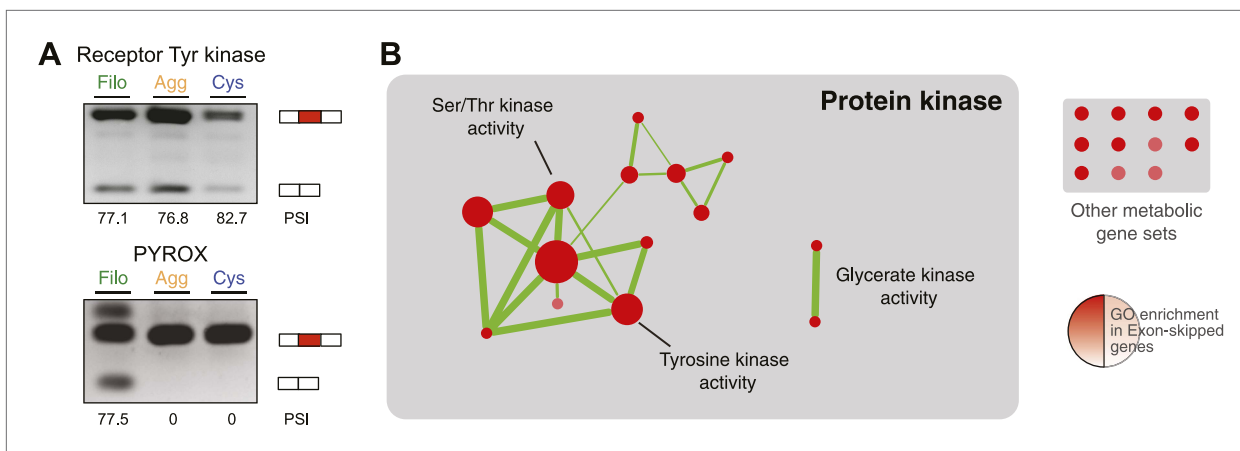 A
Receptor Tyr kinase
Filo Agg Cys
77.1 76.8 82.7 PSI
PYROX
Filo Agg Cys
77.5 0 0 PSI
B
Protein kinase
Ser/Thr kinase
activity
Tyrosine kinase
activity
Glycerate kinase
activity
Other metabolic
gene sets
GO enrichment
in Exon-skipped
genes